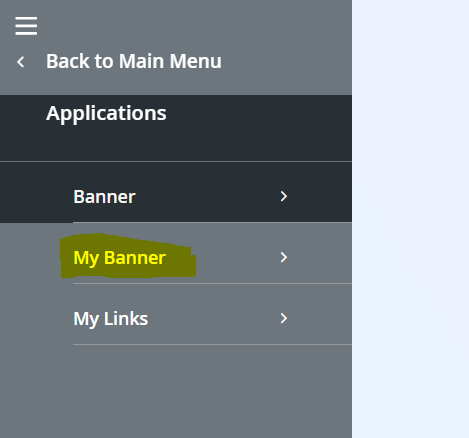 Back to Main Menu
Applications
Banner
My Banner
My Links